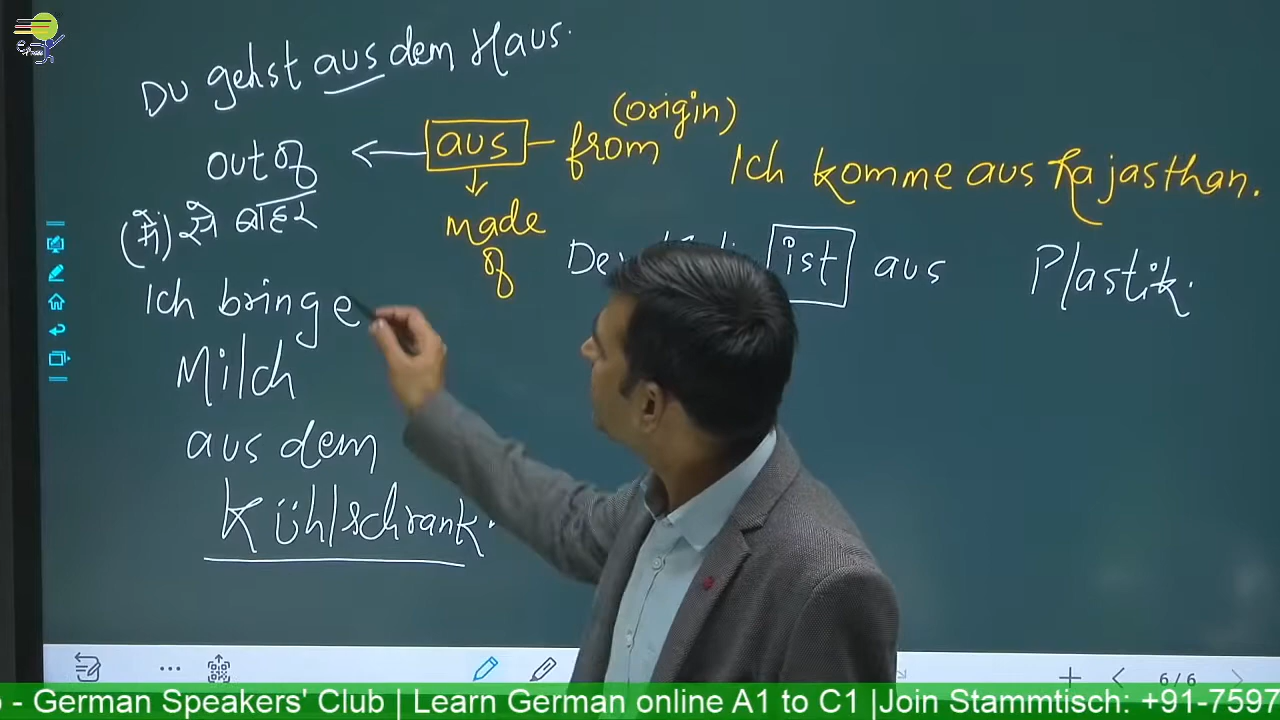 Du gehst aus dem Haus.
(origin)
out of ← aus – from
Ich komme aus Rajasthan.
(में) से बाहर
made
of
ist aus Plastik.
Ich bringe
Milch
aus dem
Kühlschrank.
6/6
- German Speakers' Club | Learn German online A1 to C1 |Join Stammtisch: +91-7597